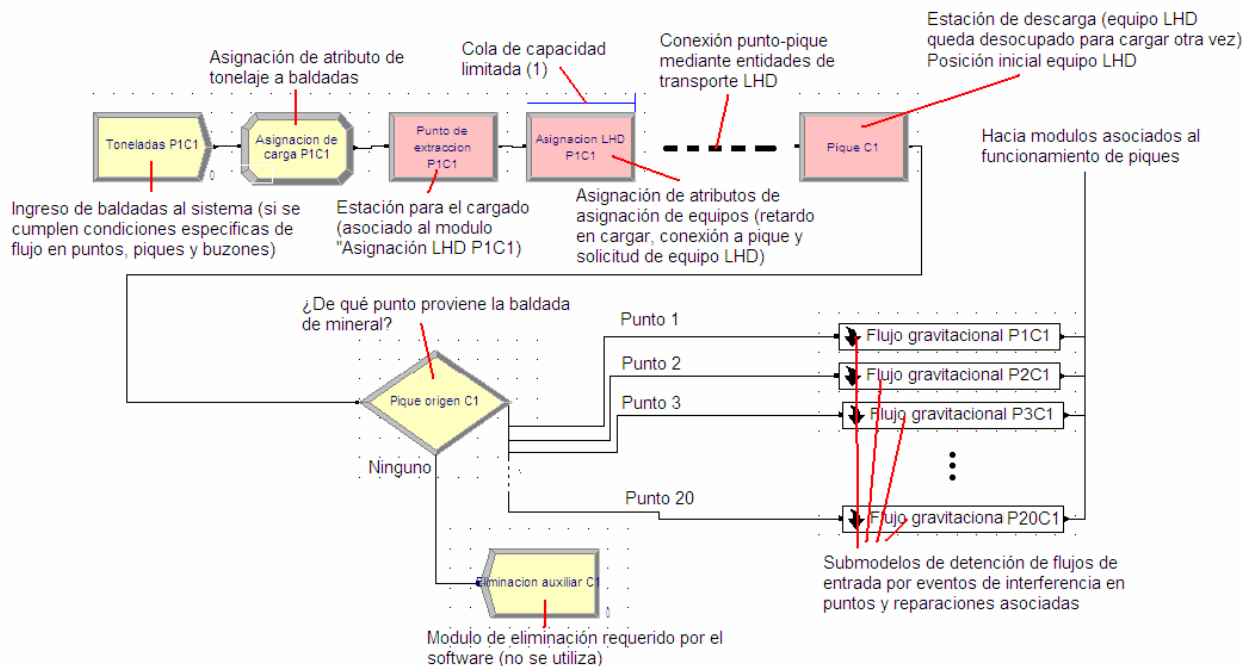 Estación de descarga (equipo LHD
queda desocupado para cargar otra vez)
Posición inicial equipo LHD
Asignación de atributo de
tonelaje a baldadas
Cola de capacidad
limitada (1)
Conexión punto-pique
mediante entidades de
transporte LHD
Toneladas P1C1
0
Asignacion de
carga P1C1
Punto de
extraccion
P1C1
Asignacion LHD
P1C1
Pique C1
Hacia modulos asociados al
funcionamiento de piques
Ingreso de baldadas al sistema (si se
cumplen condiciones especificas de
flujo en puntos, piques y buzones)
Estación para el cargado
(asociado al modulo
"Asignación LHD P1C1)
Asignación de atributos de
asignación de equipos (retardo
en cargar, conexión a pique y
solicitud de equipo LHD)
¿De qué punto proviene la baldada
de mineral?
Pique origen C1
Punto 1
Flujo gravitacional P1C1
Punto 2
Flujo gravitacional P2C1
Punto 3
Flujo gravitacional P3C1
Ninguno
Punto 20
Flujo gravitaciona P20C1
Eliminacion auxiliar C1
0
Submodelos de detención de flujos de
entrada por eventos de interferencia en
puntos y reparaciones asociadas
Modulo de eliminación requerido por el
software (no se utiliza)